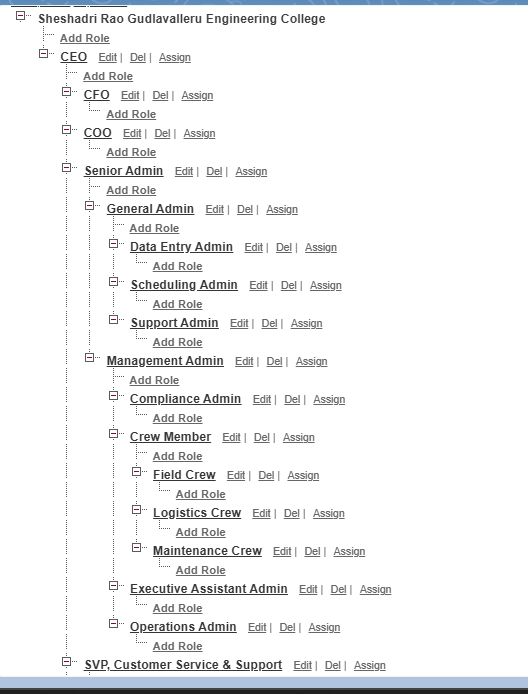 Sheshadri Rao Gudlavalleru Engineering College
Add Role
CEO Edit | Del | Assign
Add Role
CFO Edit | Del | Assign
Add Role
COO Edit | Del | Assign
Add Role
Senior Admin Edit | Del | Assign
Add Role
General Admin Edit | Del | Assign
Add Role
Data Entry Admin Edit | Del | Assign
Add Role
Scheduling Admin Edit | Del | Assign
Add Role
Support Admin Edit | Del | Assign
Add Role
Management Admin Edit | Del | Assign
Add Role
Compliance Admin Edit | Del | Assign
Add Role
Crew Member Edit | Del | Assign
Add Role
Field Crew Edit | Del | Assign
Add Role
Logistics Crew Edit | Del | Assign
Add Role
Maintenance Crew Edit | Del | Assign
Add Role
Executive Assistant Admin Edit | Del | Assign
Add Role
Operations Admin Edit | Del | Assign
Add Role
SVP, Customer Service & Support Edit | Del | Assign